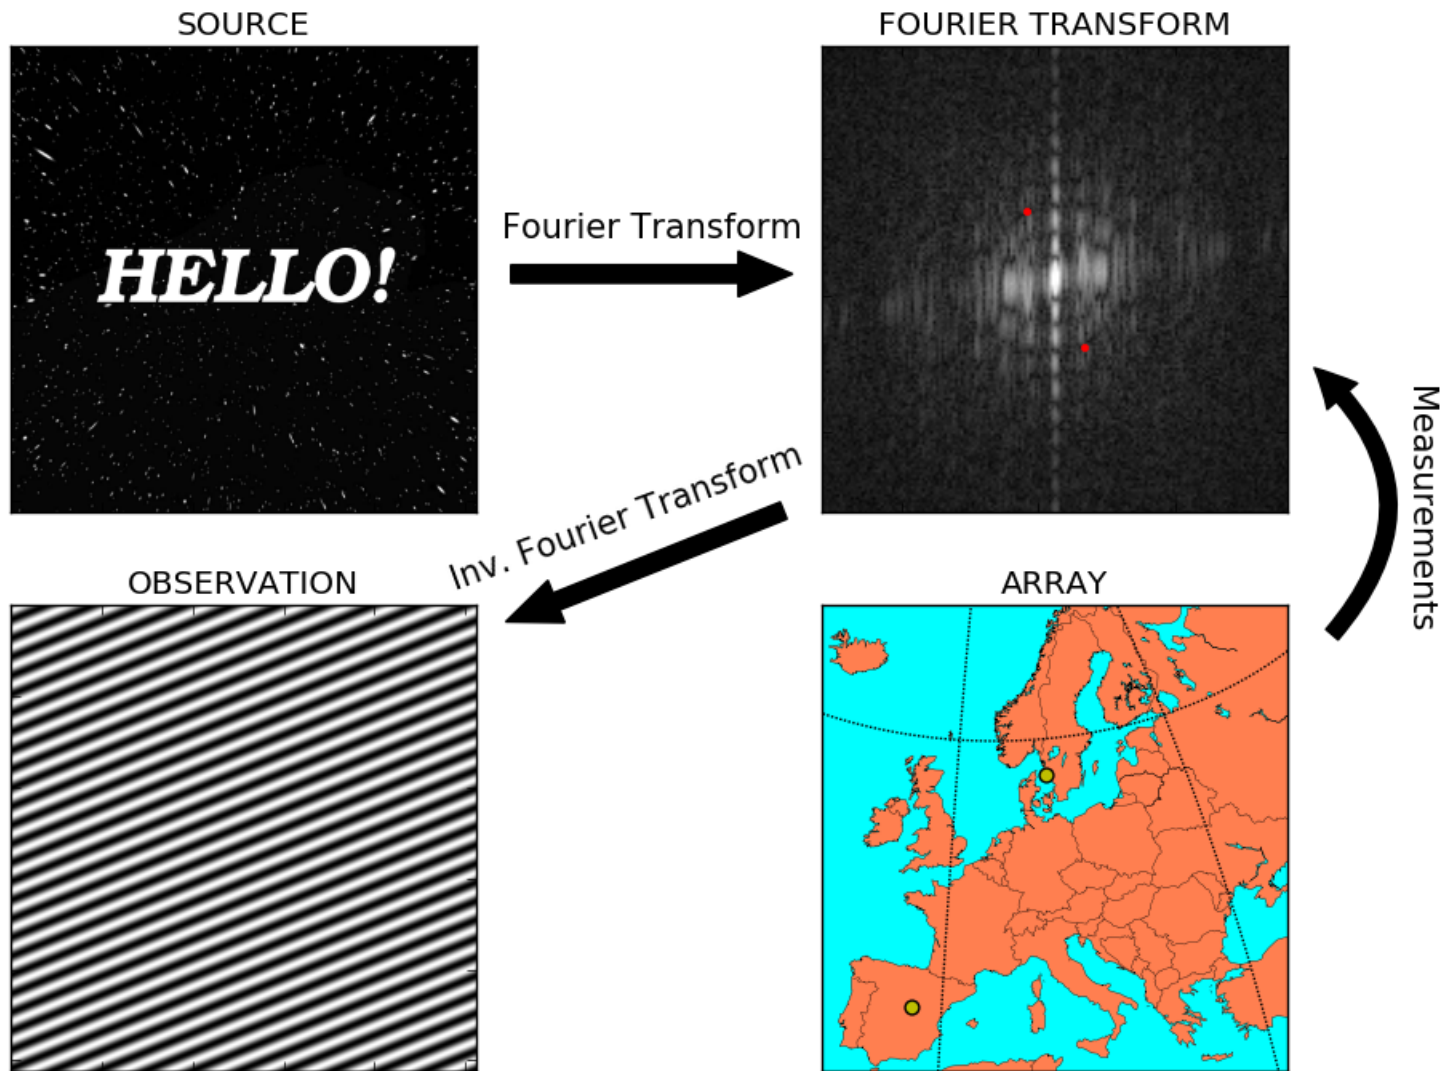 SOURCE
FOURIER TRANSFORM
HELLO!
Fourier Transform
Measurements
Inv. Fourier Transform
OBSERVATION
ARRAY